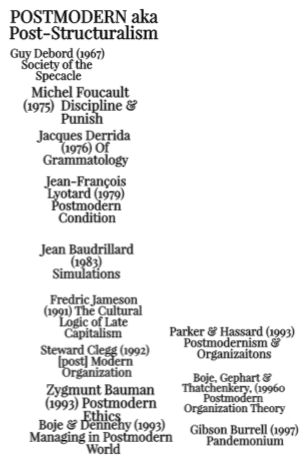 POSTMODERN aka
Post-Structuralism
Guy Debord (1967)
Society of the
Specacle
Michel Foucault
(1975) Discipline &
Punish
Jacques Derrida
(1976) Of
Grammatology
Jean-François
Lyotard (1979)
Postmodern
Condition
Jean Baudrillard
(1983)
Simulations
Fredric Jameson
(1991) The Cultural
Logic of Late
Capitalism
Steward Clegg (1992)
[post] Modern
Organization
Zygmunt Bauman
(1993) Postmodern
Ethics
Boje & Dennehy (1993)
Managing in Postmodern
World
Parker & Hassard (1993)
Postmodernism &
Organizaitons
Boje, Gephart &
Thatchenkery, (19960
Postmodern
Organization Theory
Gibson Burrell (1997)
Pandemonium